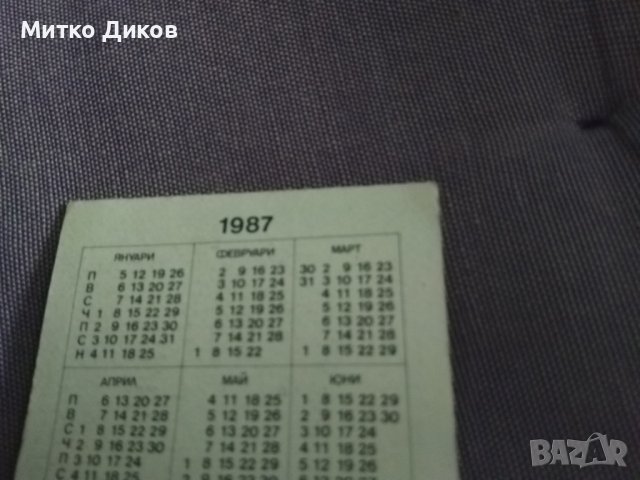 Митко Диков
1987
ЯНУАРИ ФЕВРУАРИ МАРТ
П 5 12 19 26 2 9 16 23 30 2 9 16 23
В 6 13 20 27 3 10 17 24 31 3 10 17 24
С 7 14 21 28 4 11 18 25 4 11 18 25
Ч 1 8 15 22 29 5 12 19 26 5 12 19 26
П 2 9 16 23 30 6 13 20 27 6 13 20 27
С 3 10 17 24 31 7 14 21 28 7 14 21 28
Н 4 11 18 25 1 8 15 22 1 8 15 22 29
АПРИЛ МАЙ ЮНИ
П 6 13 20 27 4 11 18 25 1 8 15 22 29
В 7 14 21 28 5 12 19 26 2 9 16 23 30
С 1 8 15 22 29 6 13 20 27 3 10 17 24
Ч 2 9 16 23 30 7 14 21 28 4 11 18 25
П 3 10 17 24 1 8 15 22 29 5 12 19 26
BAZAR